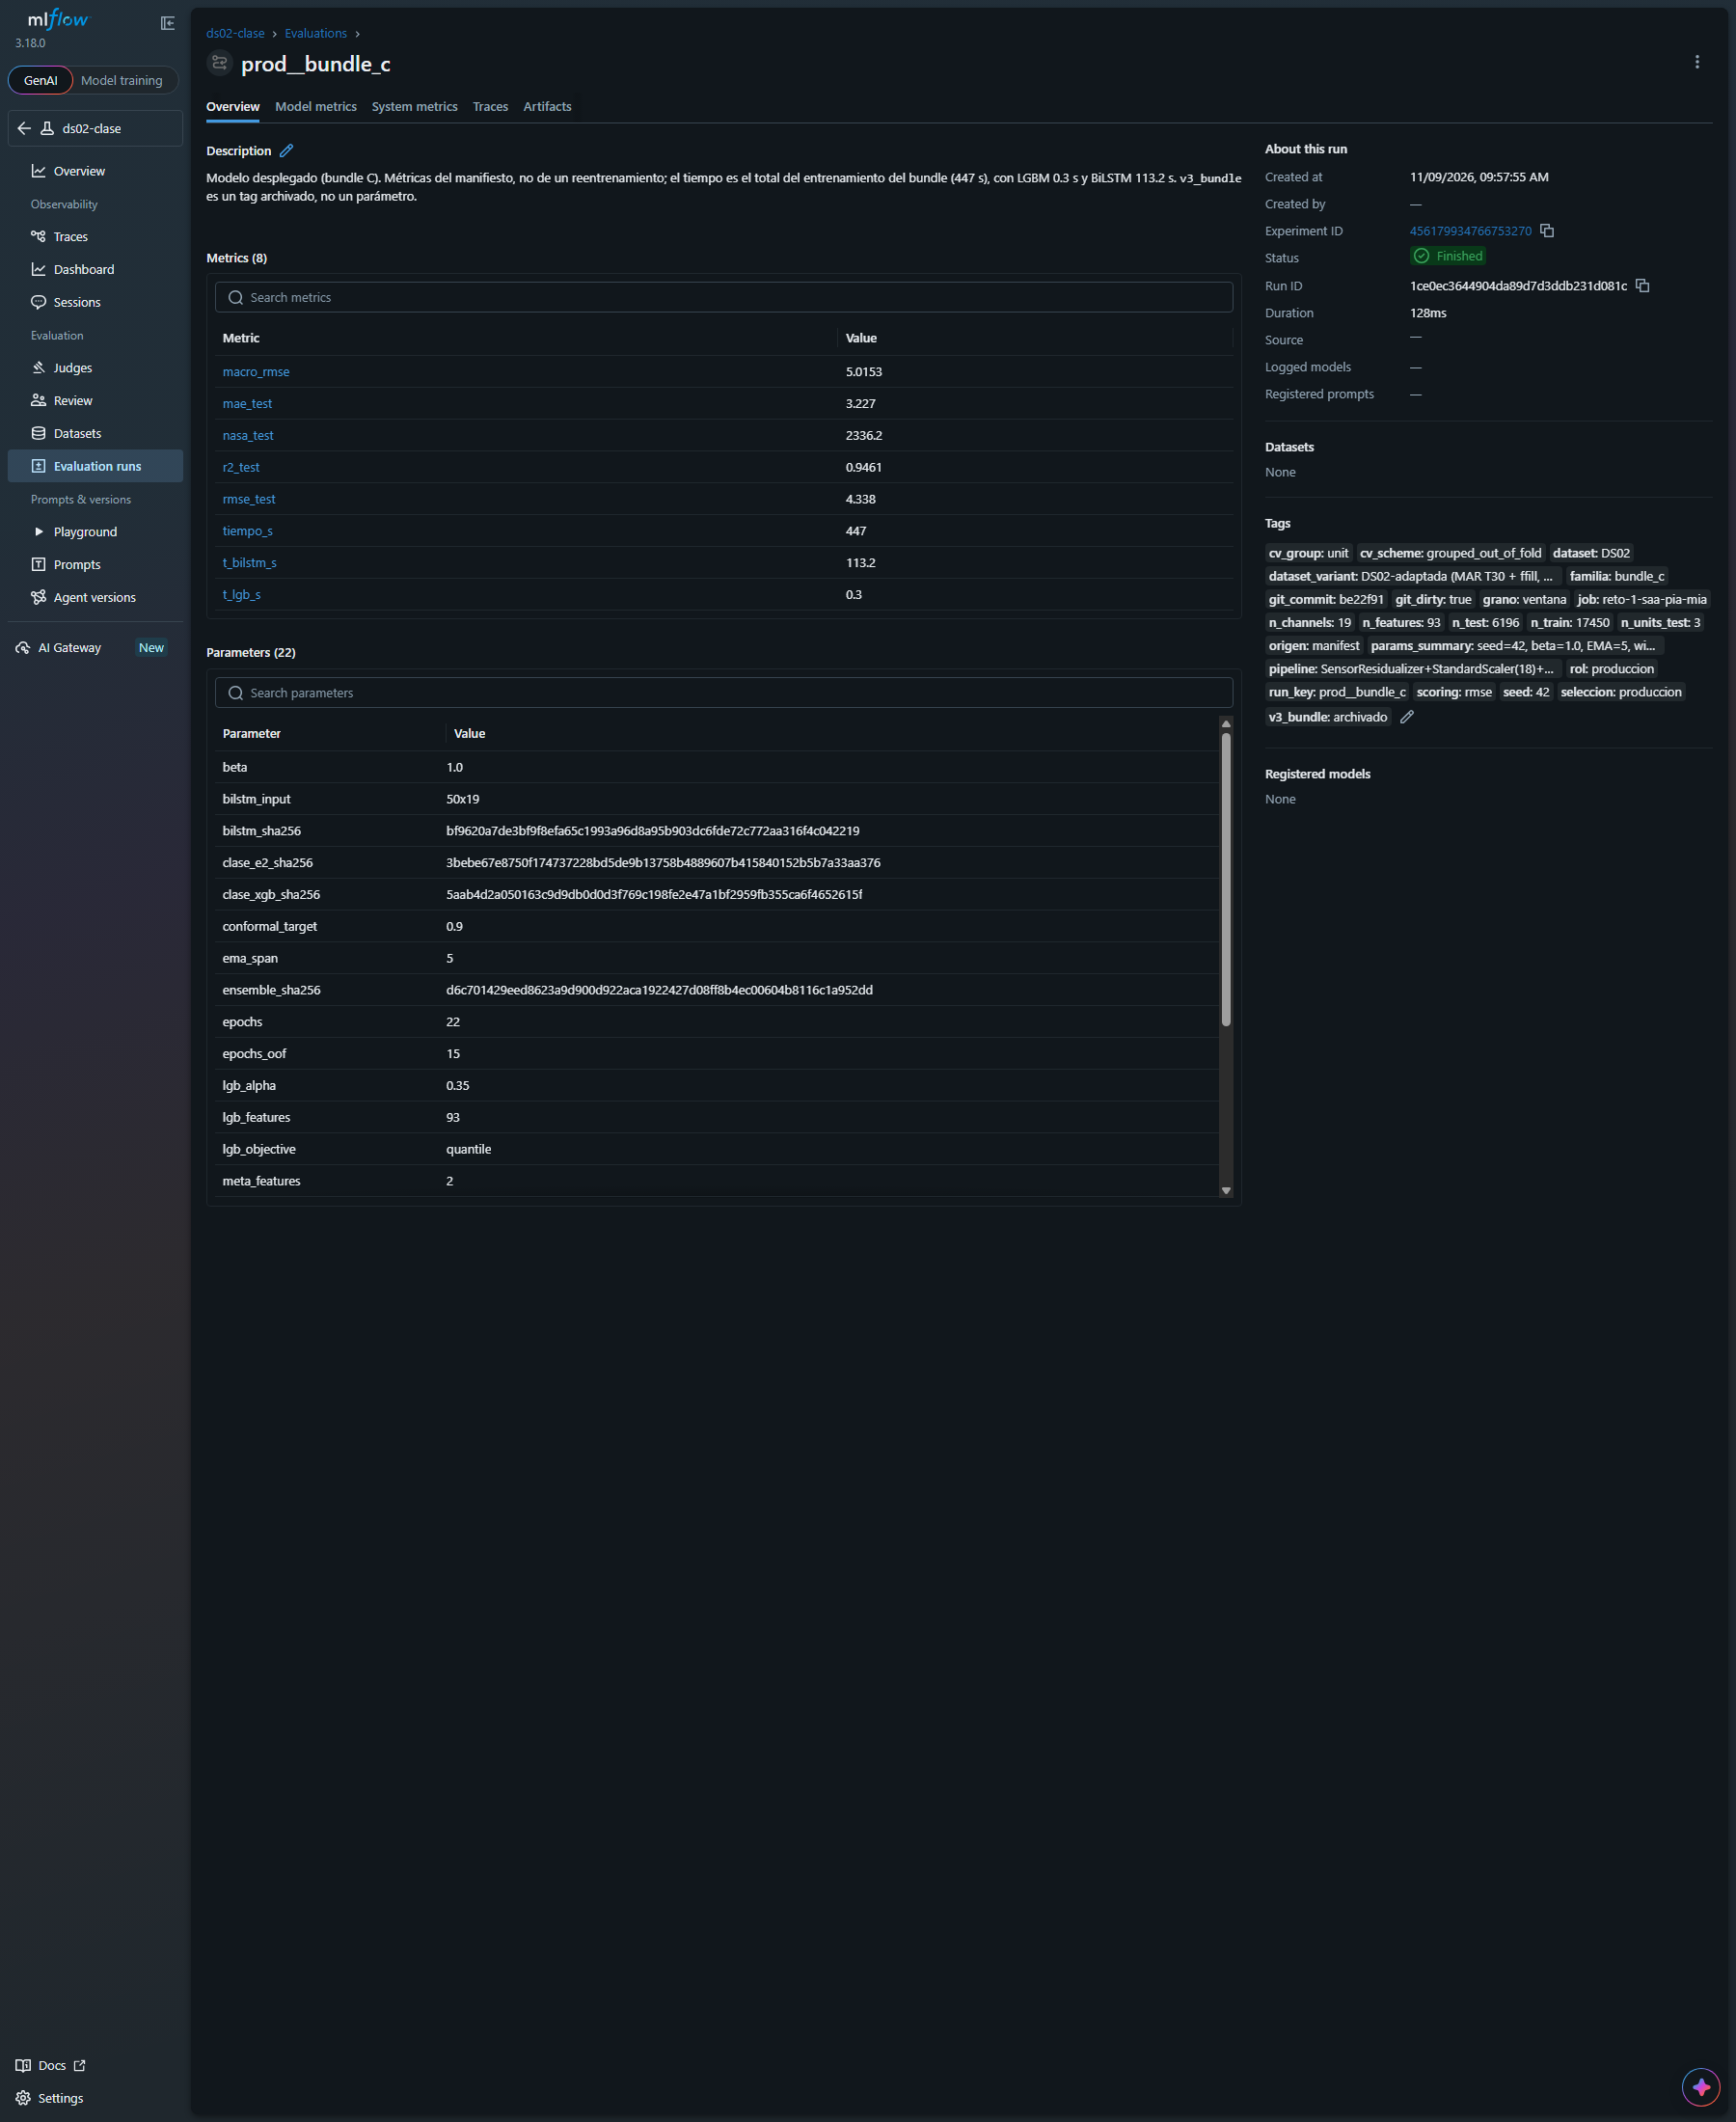 mlflow
3.18.0
GenAI Model training
ds02-clase
Overview
Observability
Traces
Dashboard
Sessions
Evaluation
Judges
Review
Datasets
Evaluation runs
Prompts & versions
Playground
Prompts
Agent versions
AI Gateway New
Docs
Settings
ds02-clase › Evaluations ›
prod__bundle_c
Overview Model metrics System metrics Traces Artifacts
Description
Modelo desplegado (bundle C). Métricas del manifiesto, no de un reentrenamiento; el tiempo es el total del entrenamiento del bundle (447 s), con LGBM 0.3 s y BiLSTM 113.2 s. v3_bundle
es un tag archivado, no un parámetro.
Metrics (8)
Search metrics
Metric Value
macro_rmse 5.0153
mae_test 3.227
nasa_test 2336.2
r2_test 0.9461
rmse_test 4.338
tiempo_s 447
t_bilstm_s 113.2
t_lgb_s 0.3
Parameters (22)
Search parameters
Parameter Value
beta 1.0
bilstm_input 50x19
bilstm_sha256 bf9620a7de3bf9f8efa65c1993a96d8a95b903dc6fde72c772aa316f4c042219
clase_e2_sha256 3bebe67e8750f174737228bd5de9b13758b4889607b415840152b5b7a33aa376
clase_xgb_sha256 5aab4d2a050163c9d9db0d0d3f769c198fe2e47a1bf2959fb355ca6f4652615f
conformal_target 0.9
ema_span 5
ensemble_sha256 d6c701429eed8623a9d900d922aca1922427d08ff8b4ec00604b8116c1a952dd
epochs 22
epochs_oof 15
lgb_alpha 0.35
lgb_features 93
lgb_objective quantile
meta_features 2
About this run
Created at 11/09/2026, 09:57:55 AM
Created by —
Experiment ID 456179934766753270
Status Finished
Run ID 1ce0ec3644904da89d7d3ddb231d081c
Duration 128ms
Source —
Logged models —
Registered prompts —
Datasets
None
Tags
cv_group: unit cv_scheme: grouped_out_of_fold dataset: DS02
dataset_variant: DS02-adaptada (MAR T30 + ffill, ... familia: bundle_c
git_commit: be22f91 git_dirty: true grano: ventana job: reto-1-saa-pia-mia
n_channels: 19 n_features: 93 n_test: 6196 n_train: 17450 n_units_test: 3
origen: manifest params_summary: seed=42, beta=1.0, EMA=5, wi...
pipeline: SensorResidualizer+StandardScaler(18)+... rol: produccion
run_key: prod__bundle_c scoring: rmse seed: 42 seleccion: produccion
v3_bundle: archivado
Registered models
None